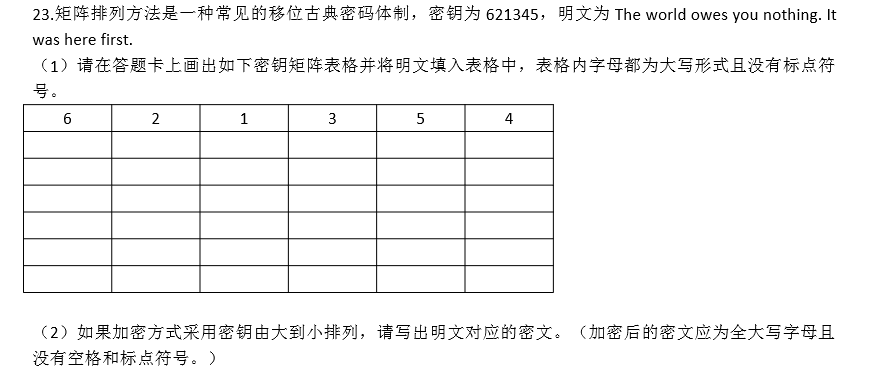 23.矩阵排列方法是一种常见的移位古典密码体制，密钥为 621345，明文为 The world owes you nothing. It
was here first.
（1）请在答题卡上画出如下密钥矩阵表格并将明文填入表格中，表格内字母都为大写形式且没有标点符
号。
6 2 1 3 5 4
（2）如果加密方式采用密钥由大到小排列，请写出明文对应的密文。（加密后的密文应为全大写字母且
没有空格和标点符号。）